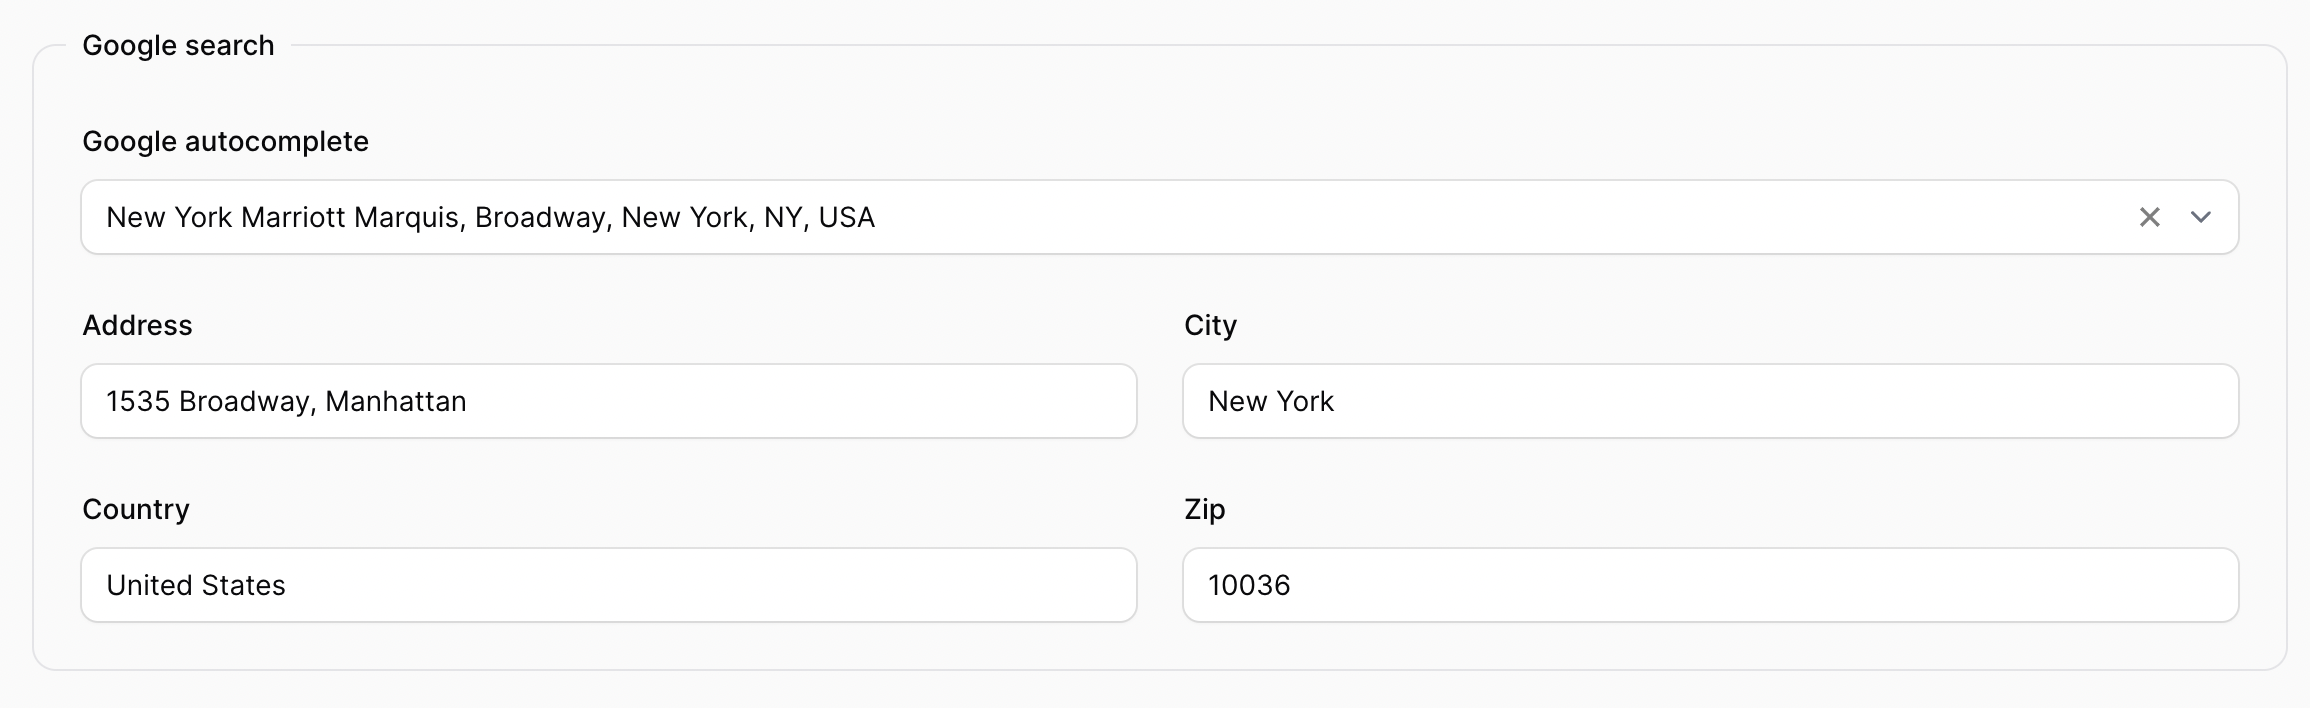 Google search
Google autocomplete
New York Marriott Marquis, Broadway, New York, NY, USA
Address
City
1535 Broadway, Manhattan
New York
Country
Zip
United States
10036